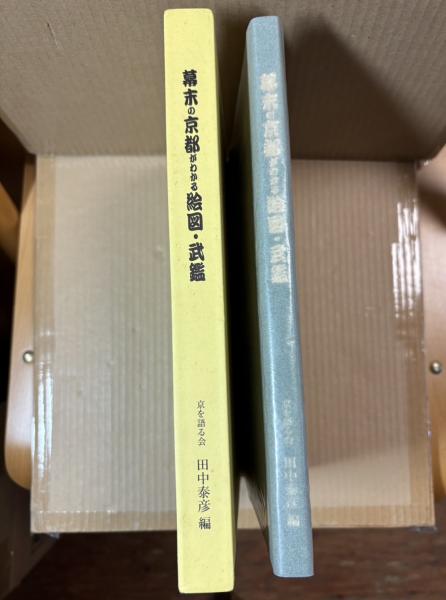 幕末の京都がわかる絵図・武鑑
京を語る会 田中泰彦 編
幕末の京都がわかる絵図・武鑑
京を語る会 田中泰彦 編